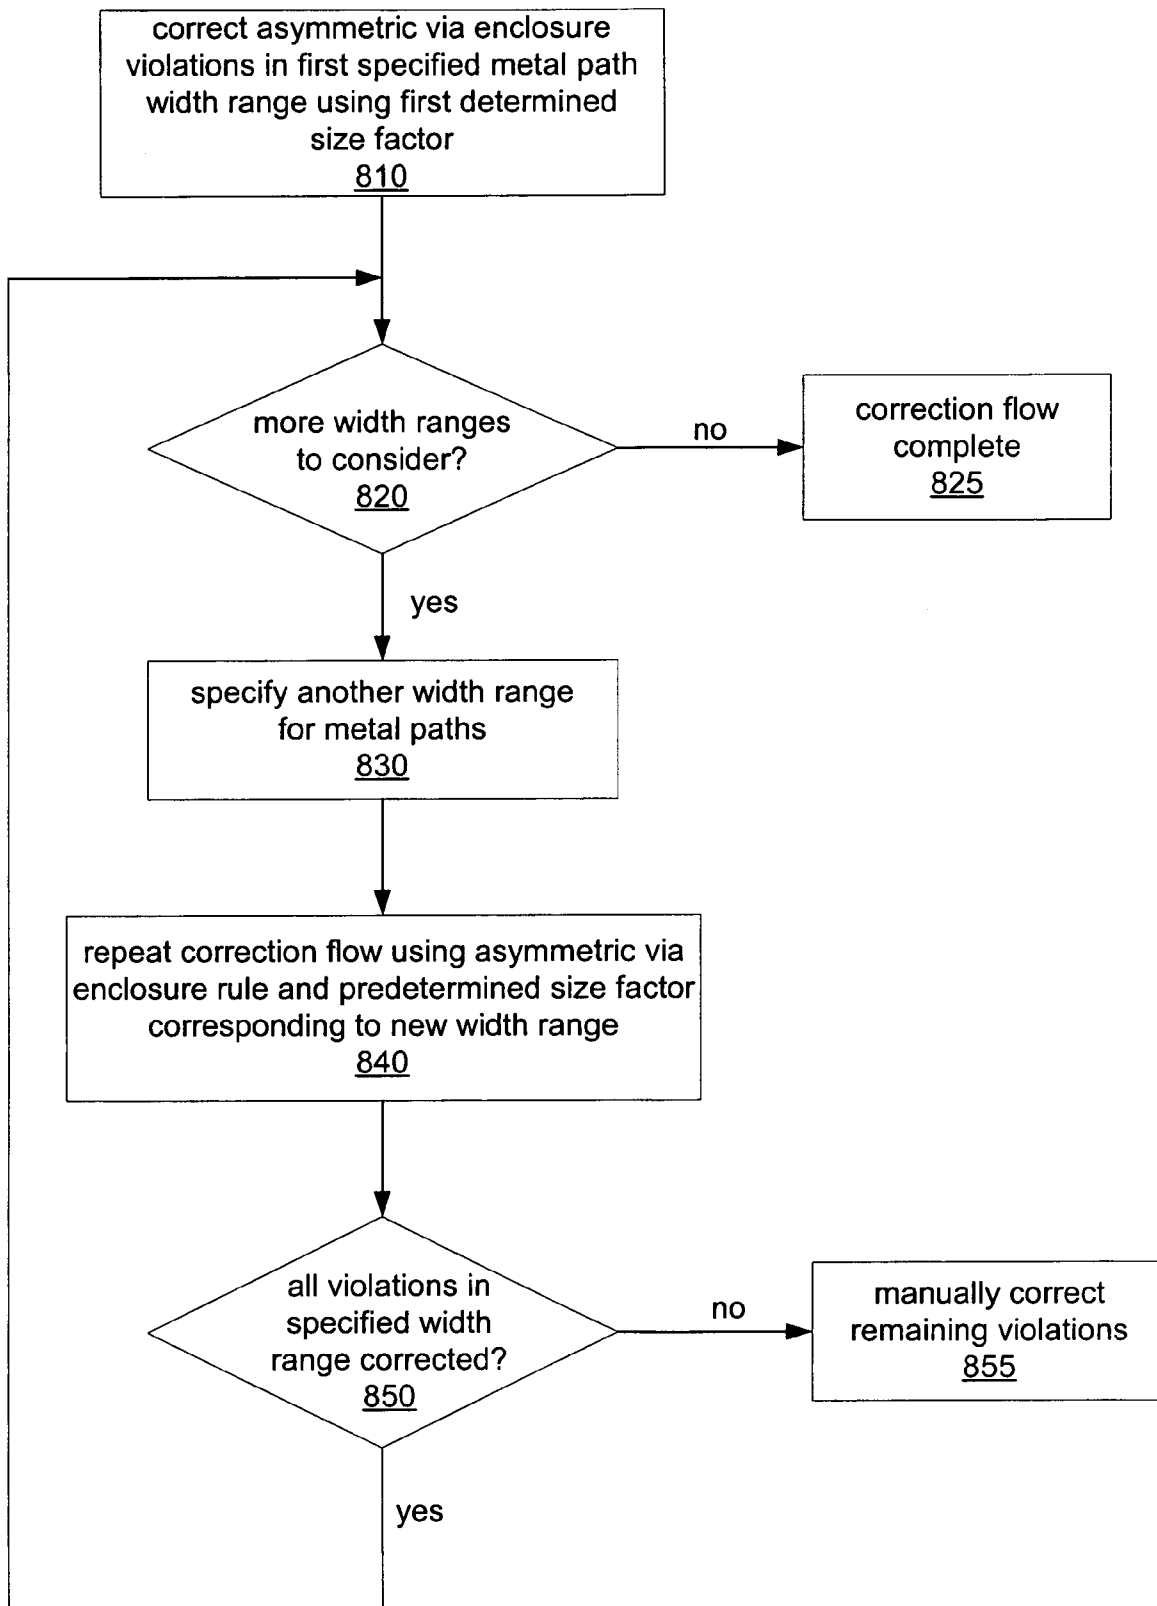 correct asymmetric via enclosure
violations in first specified metal path
width range using first determined
size factor
810
more width ranges
to consider?
820
no
correction flow
complete
825
yes
specify another width range
for metal paths
830
repeat correction flow using asymmetric via
enclosure rule and predetermined size factor
corresponding to new width range
840
all violations in
specified width
range corrected?
850
no
manually correct
remaining violations
855
yes